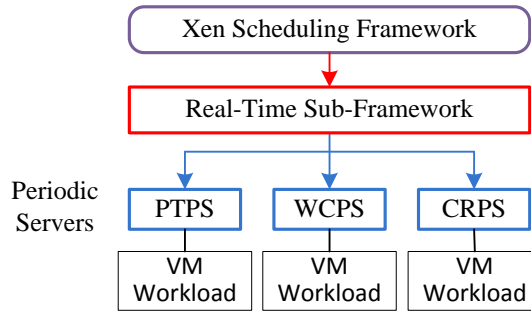 Xen Scheduling Framework
Real-Time Sub-Framework
Periodic
Servers
PTPS
WCPS
CRPS
VM
Workload
VM
Workload
VM
Workload